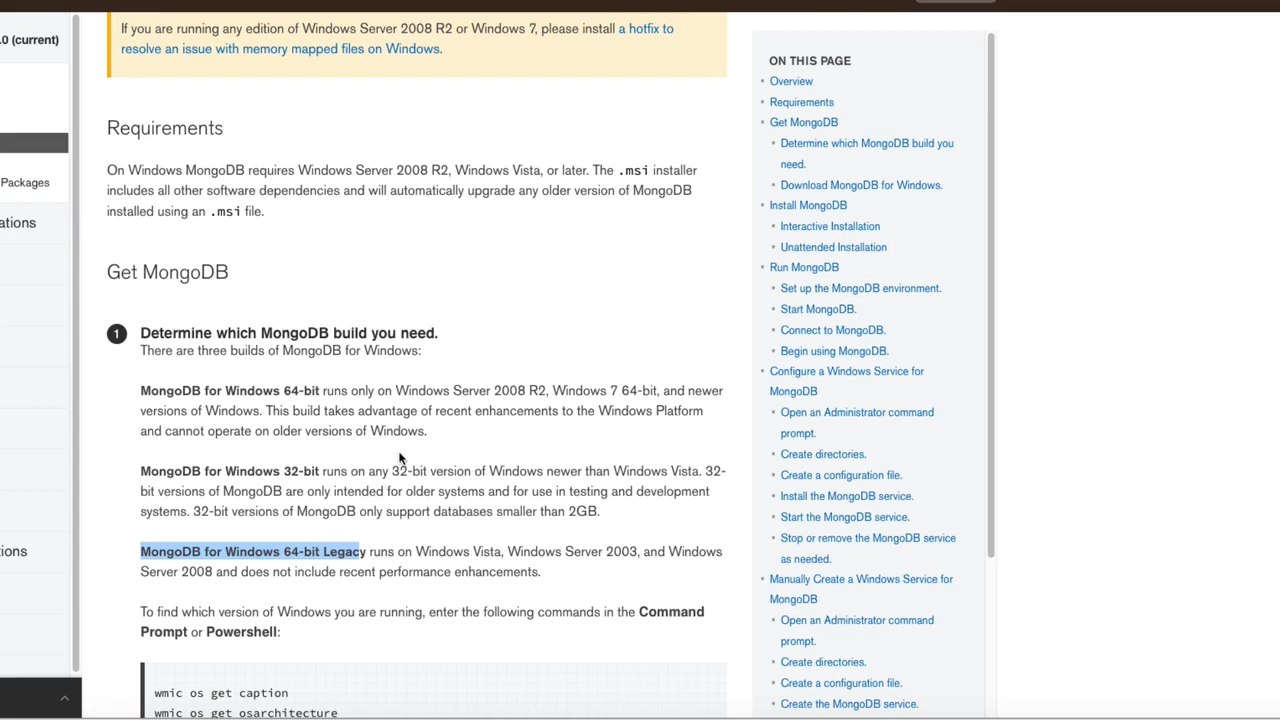 .0 (current)
Packages
ations
tions
If you are running any edition of Windows Server 2008 R2 or Windows 7, please install a hotfix to
resolve an issue with memory mapped files on Windows.
Requirements
On Windows MongoDB requires Windows Server 2008 R2, Windows Vista, or later. The .msi installer
includes all other software dependencies and will automatically upgrade any older version of MongoDB
installed using an .msi file.
Get MongoDB
1 Determine which MongoDB build you need.
There are three builds of MongoDB for Windows:
MongoDB for Windows 64-bit runs only on Windows Server 2008 R2, Windows 7 64-bit, and newer
versions of Windows. This build takes advantage of recent enhancements to the Windows Platform
and cannot operate on older versions of Windows.
MongoDB for Windows 32-bit runs on any 32-bit version of Windows newer than Windows Vista. 32-
bit versions of MongoDB are only intended for older systems and for use in testing and development
systems. 32-bit versions of MongoDB only support databases smaller than 2GB.
MongoDB for Windows 64-bit Legacy runs on Windows Vista, Windows Server 2003, and Windows
Server 2008 and does not include recent performance enhancements.
To find which version of Windows you are running, enter the following commands in the Command
Prompt or Powershell:
wmic os get caption
wmic os get osarchitecture
ON THIS PAGE
Overview
Requirements
Get MongoDB
Determine which MongoDB build you
need.
Download MongoDB for Windows.
Install MongoDB
Interactive Installation
Unattended Installation
Run MongoDB
Set up the MongoDB environment.
Start MongoDB.
Connect to MongoDB.
Begin using MongoDB.
Configure a Windows Service for
MongoDB
Open an Administrator command
prompt.
Create directories.
Create a configuration file.
Install the MongoDB service.
Start the MongoDB service.
Stop or remove the MongoDB service
as needed.
Manually Create a Windows Service for
MongoDB
Open an Administrator command
prompt.
Create directories.
Create a configuration file.
Create the MongoDB service.